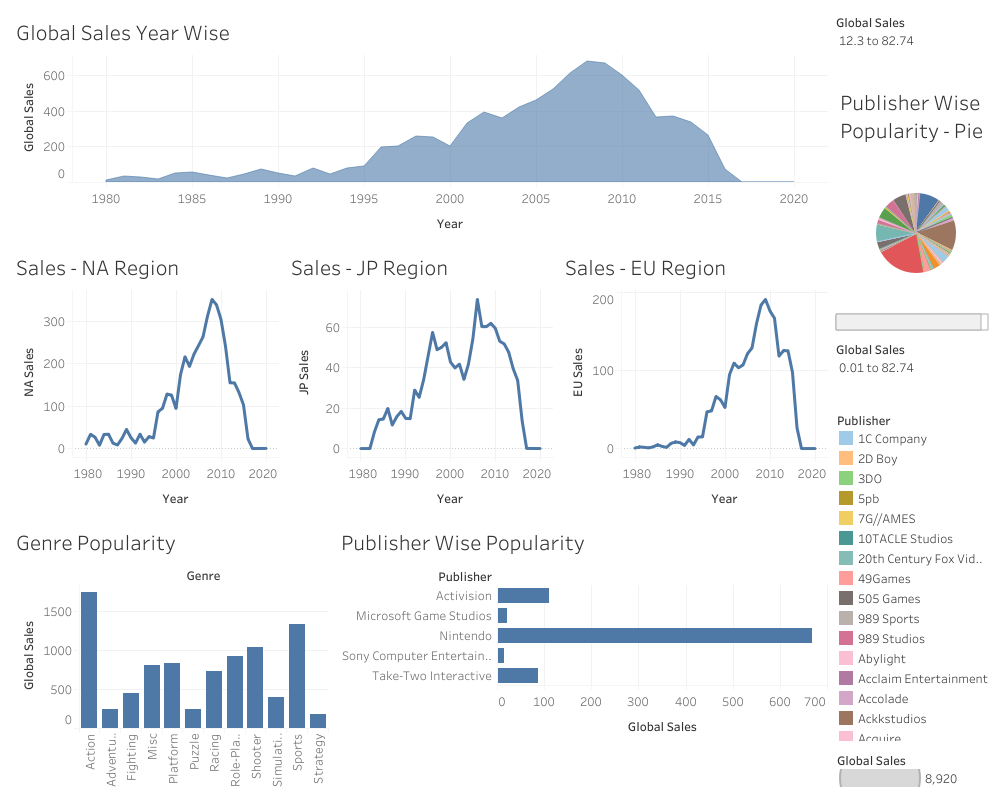 Global Sales Year Wise
Global Sales
600
400
200
0
1980
1985
1990
1995
2000
2005
2010
2015
2020
Year
Global Sales
12.3 to 82.74
Publisher Wise
Popularity - Pie
Sales - NA Region
NA Sales
300
200
100
0
1980
1990
2000
2010
2020
Year
Sales - JP Region
JP Sales
60
40
20
0
1980
1990
2000
2010
2020
Year
Sales - EU Region
EU Sales
200
100
0
1980
1990
2000
2010
2020
Year
Global Sales
0.01 to 82.74
Publisher
1C Company
2D Boy
3DO
5pb
7G//AMES
10TACLE Studios
20th Century Fox Vid..
49Games
505 Games
989 Sports
989 Studios
Abylight
Acclaim Entertainment
Accolade
Ackkstudios
Acquire
Global Sales
8,920
Genre Popularity
Genre
Global Sales
1500
1000
500
0
Action
Adventu..
Fighting
Misc
Platform
Puzzle
Racing
Role-Pla..
Shooter
Simulati..
Sports
Strategy
Publisher Wise Popularity
Publisher
Activision
Microsoft Game Studios
Nintendo
Sony Computer Entertain..
Take-Two Interactive
0
100
200
300
400
500
600
700
Global Sales